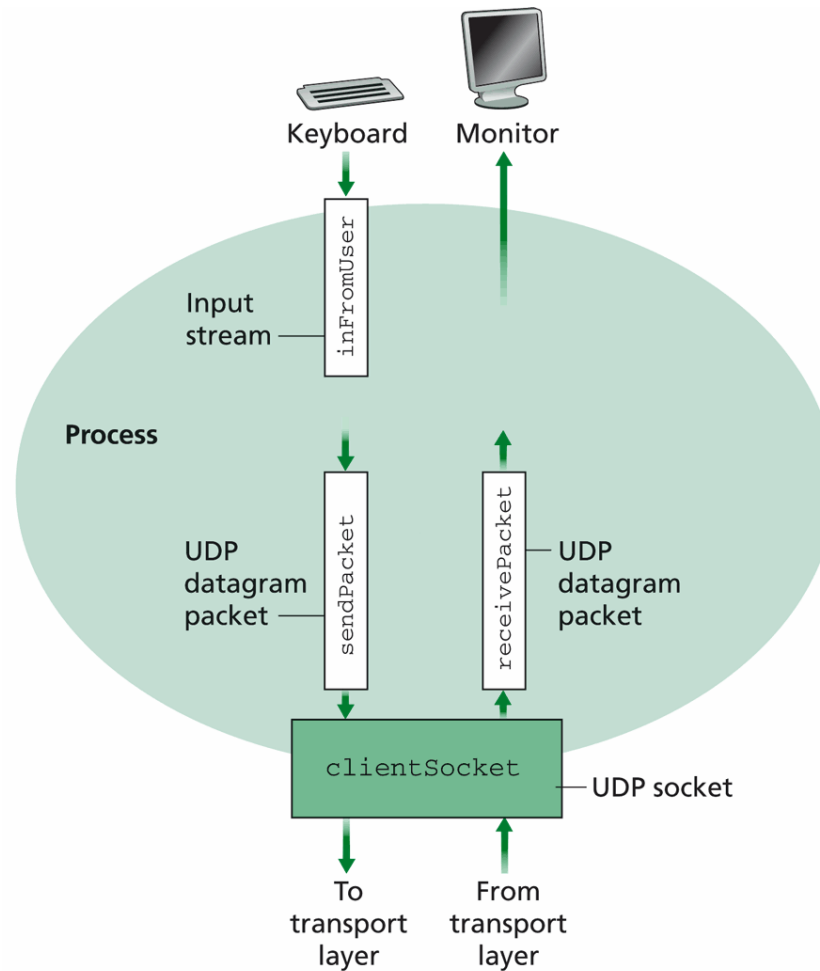 Keyboard
Monitor
inFromUser
Input
stream
Process
UDP
datagram
packet
sendPacket
receivePacket
UDP
datagram
packet
clientSocket
UDP socket
To
transport
layer
From
transport
layer